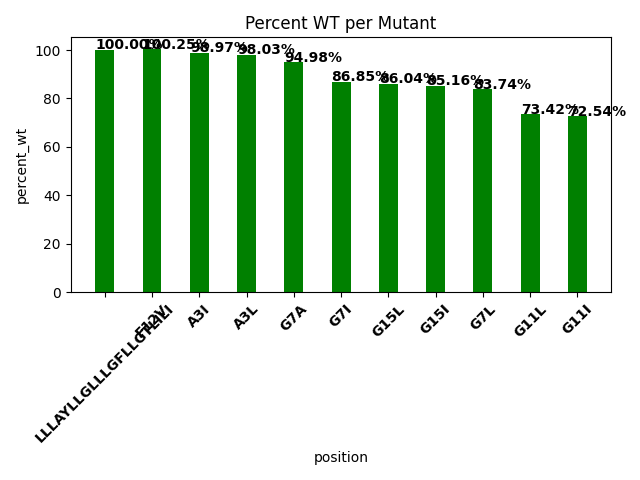 Percent WT per Mutant
100.00%
100.25%
98.97%
98.03%
94.98%
86.85%
86.04%
85.16%
83.74%
73.42%
72.54%
percent_wt
100
80
60
40
20
0
LLLAYLLGLLLGFLLGTLILI
F12V
A3I
A3L
G7A
G7I
G15L
G15I
G7L
G11L
G11I
position